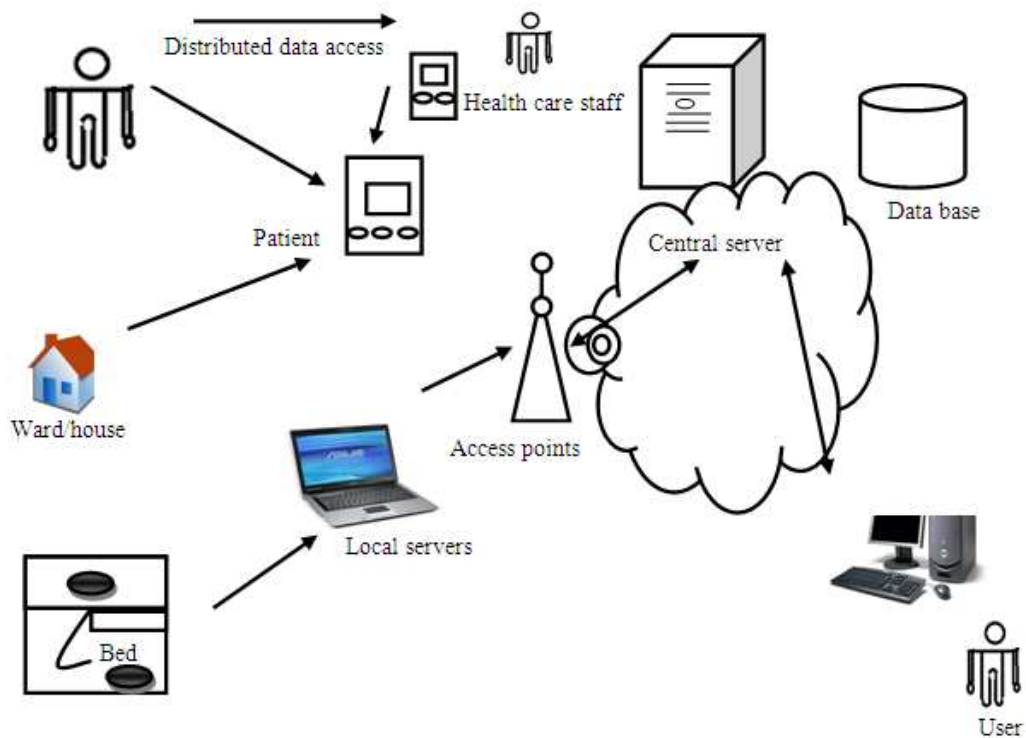 Distributed data access
Health care staff
Data base
Patient
Central server
Ward/house
Access points
Local servers
Bed
User